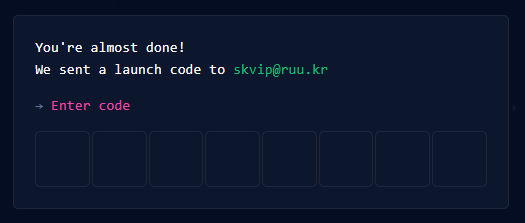 You're almost done!
We sent a launch code to skvip@ruu.kr
→ Enter code